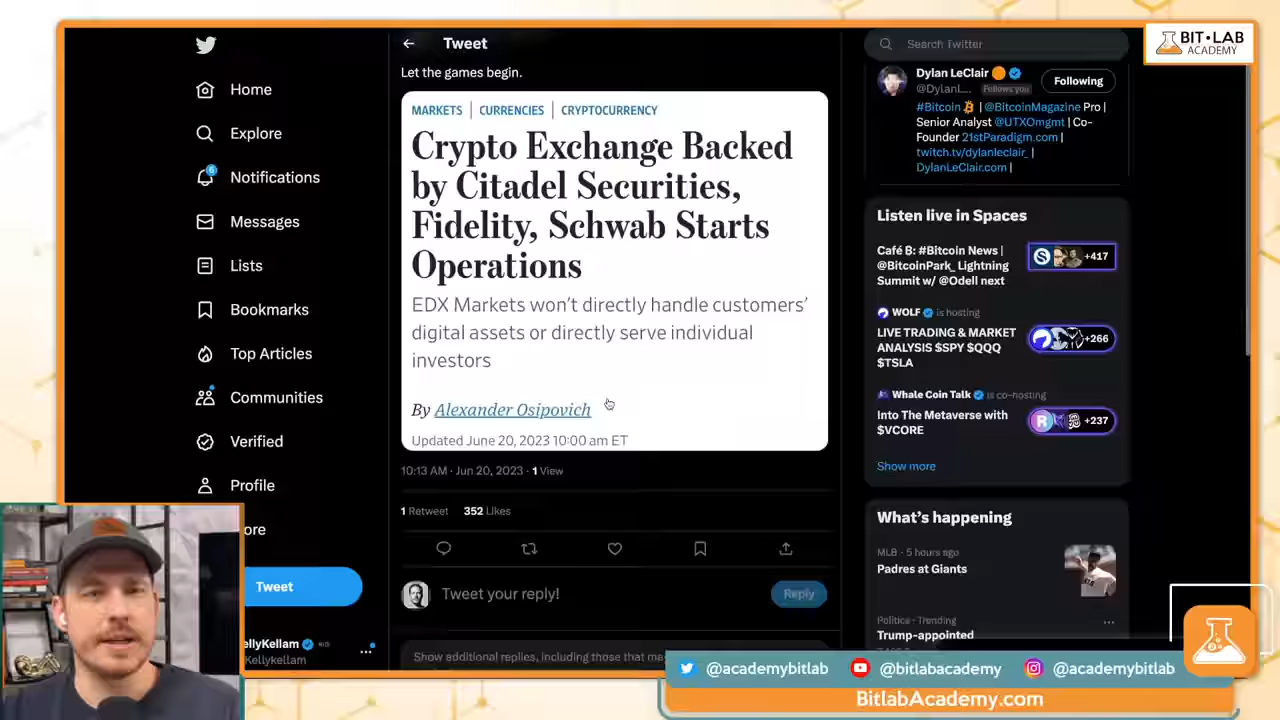 BIT•LAB
ACADEMY
Home
Explore
6
Notifications
Messages
Lists
Bookmarks
Top Articles
Communities
Verified
Profile
ore
Tweet
ellyKellam
Kellykellam
Tweet
Let the games begin.
MARKETS | CURRENCIES | CRYPTOCURRENCY
Crypto Exchange Backed
by Citadel Securities,
Fidelity, Schwab Starts
Operations
EDX Markets won't directly handle customers'
digital assets or directly serve individual
investors
By Alexander Osipovich
Updated June 20, 2023 10:00 am ET
10:13 AM · Jun 20, 2023 · 1 View
1 Retweet 352 Likes
Tweet your reply!
Reply
Show additional replies, including those that ma
Search Twitter
Dylan LeClair
@DylanL... Follows you
Following
#Bitcoin | @BitcoinMagazine Pro |
Senior Analyst @UTXOmgmt | Co-
Founder 21stParadigm.com |
twitch.tv/dylanleclair_ |
DylanLeClair.com |
Listen live in Spaces
Café B: #Bitcoin News |
@BitcoinPark_ Lightning
Summit w/ @Odell next
+417
WOLF is hosting
LIVE TRADING & MARKET
ANALYSIS $SPY $QQQ
$TSLA
+266
Whale Coin Talk is co-hosting
Into The Metaverse with
$VCORE
+237
Show more
What's happening
MLB · 5 hours ago
Padres at Giants
Politics · Trending
Trump-appointed
@academybitlab @bitlabacademy @academybitlab
BitlabAcademy.com